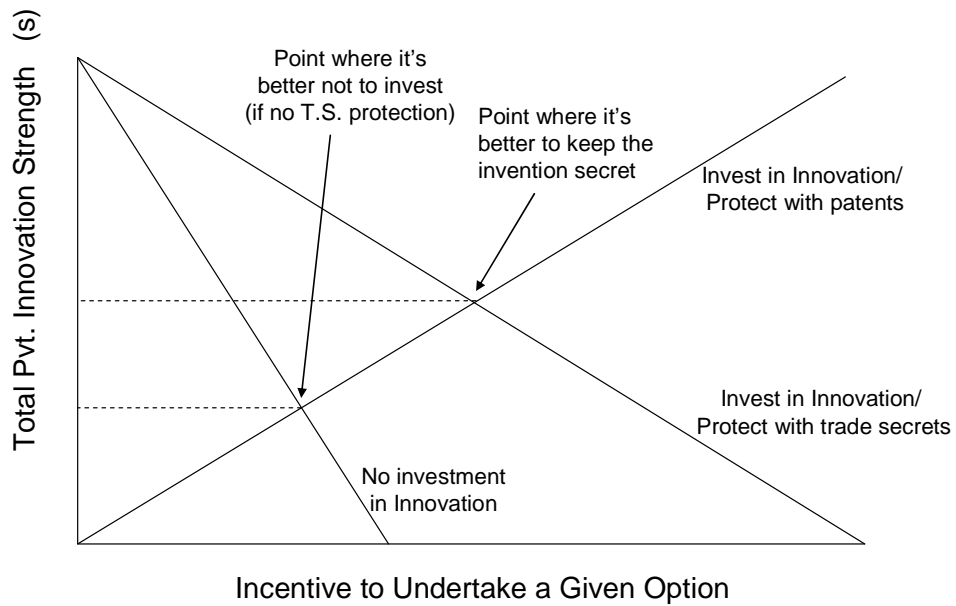 Total Pvt. Innovation Strength (s)
Point where it's
better not to invest
(if no T.S. protection)
Point where it's
better to keep the
invention secret
Invest in Innovation/
Protect with patents
Invest in Innovation/
Protect with trade secrets
No investment
in Innovation
Incentive to Undertake a Given Option